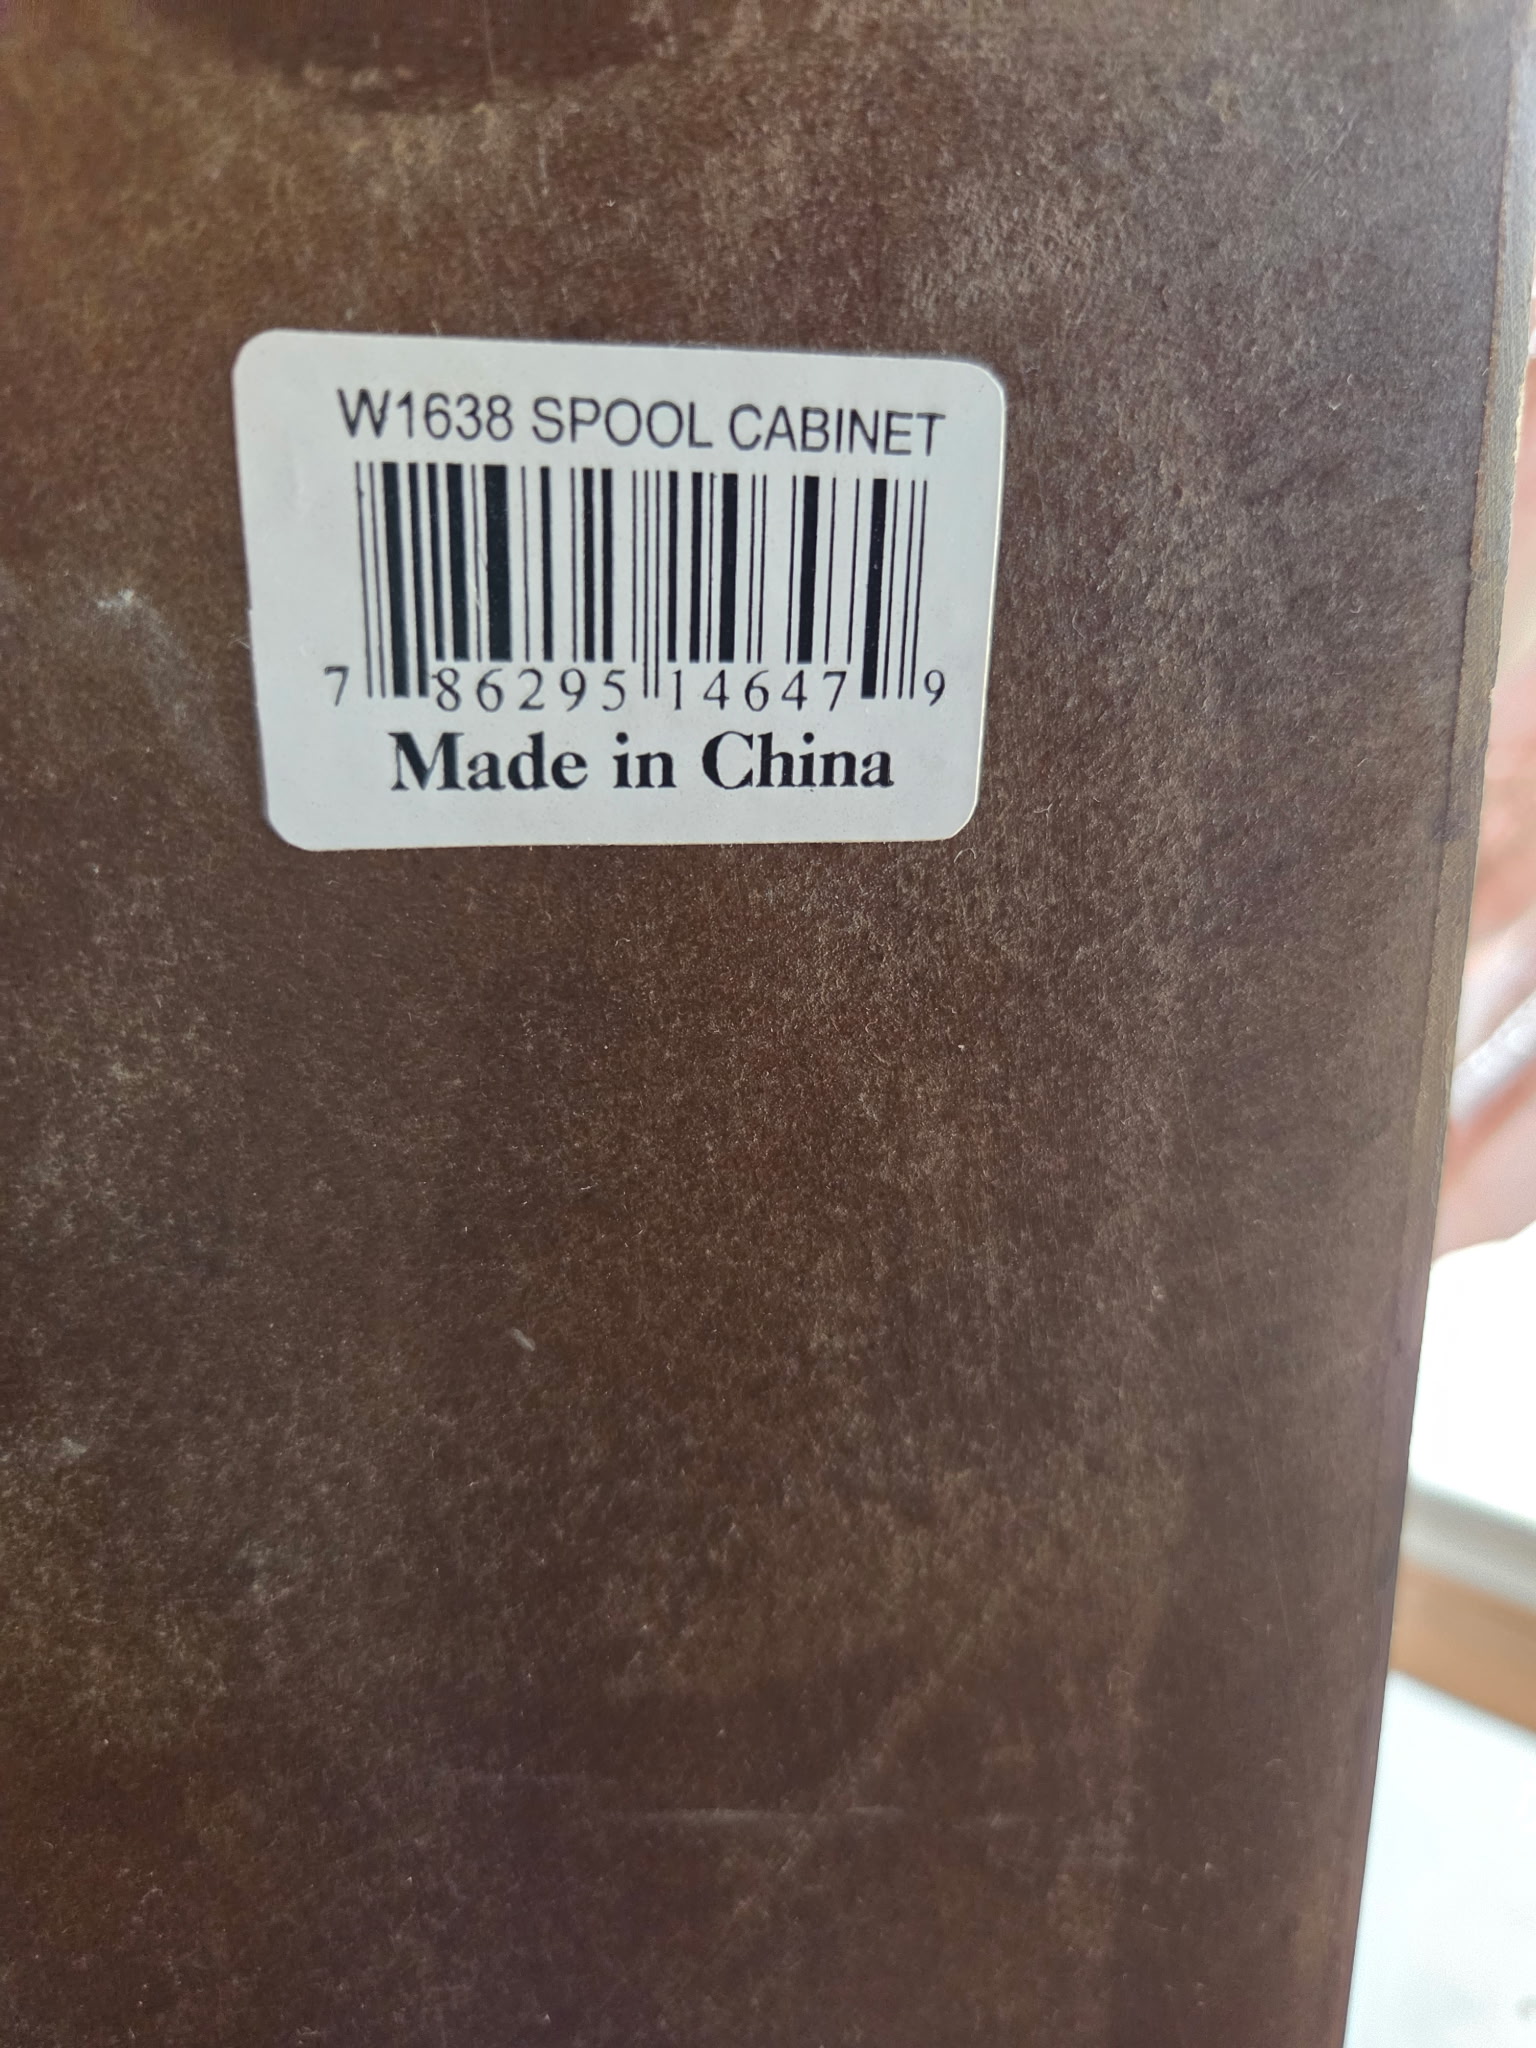 W1638 SPOOL CABINET
7 86295 14647 9
Made in China